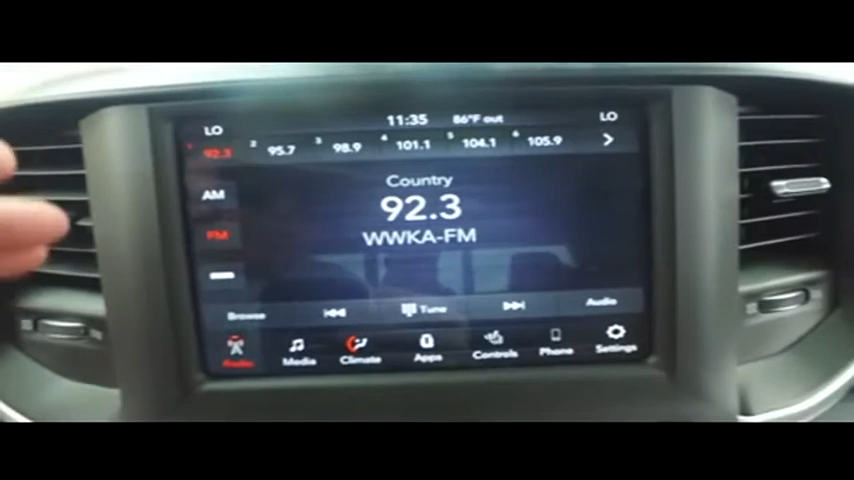 11:35 86°F out
LO LO
1 92.3 2 95.7 3 98.9 4 101.1 5 104.1 6 105.9
AM
Country
92.3
FM
WWKA-FM
Browse Tune Audio
Radio Media Climate Apps Controls Phone Settings